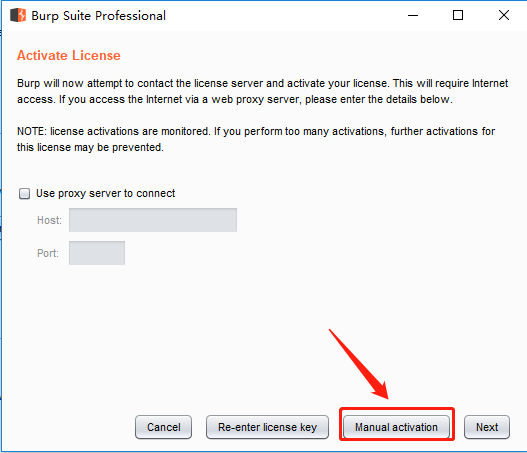 Burp Suite Professional
Activate License
Burp will now attempt to contact the license server and activate your license. This will require Internet
access. If you access the Internet via a web proxy server, please enter the details below.
NOTE: license activations are monitored. If you perform too many activations, further activations for
this license may be prevented.
Use proxy server to connect
Host:
Port:
Cancel Re-enter license key Manual activation Next